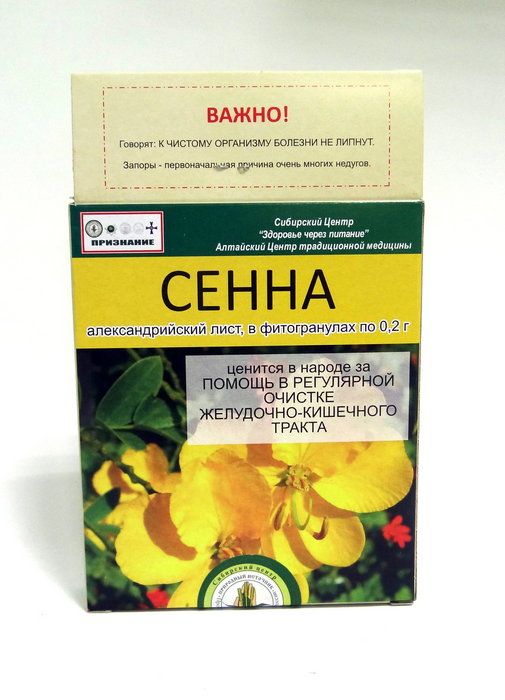 ВАЖНО!
Говорят: К ЧИСТОМУ ОРГАНИЗМУ БОЛЕЗНИ НЕ ЛИПНУТ.
Запоры - первоначальная причина очень многих недугов.
ПРИЗНАНИЕ
Сибирский Центр
"Здоровье через питание"
Алтайский Центр традиционной медицины
СЕННА
александрийский лист, в фитогранулах по 0,2 г
ценится в народе за
ПОМОЩЬ В РЕГУЛЯРНОЙ
ОЧИСТКЕ
ЖЕЛУДОЧНО-КИШЕЧНОГО
ТРАКТА
Сибирский центр